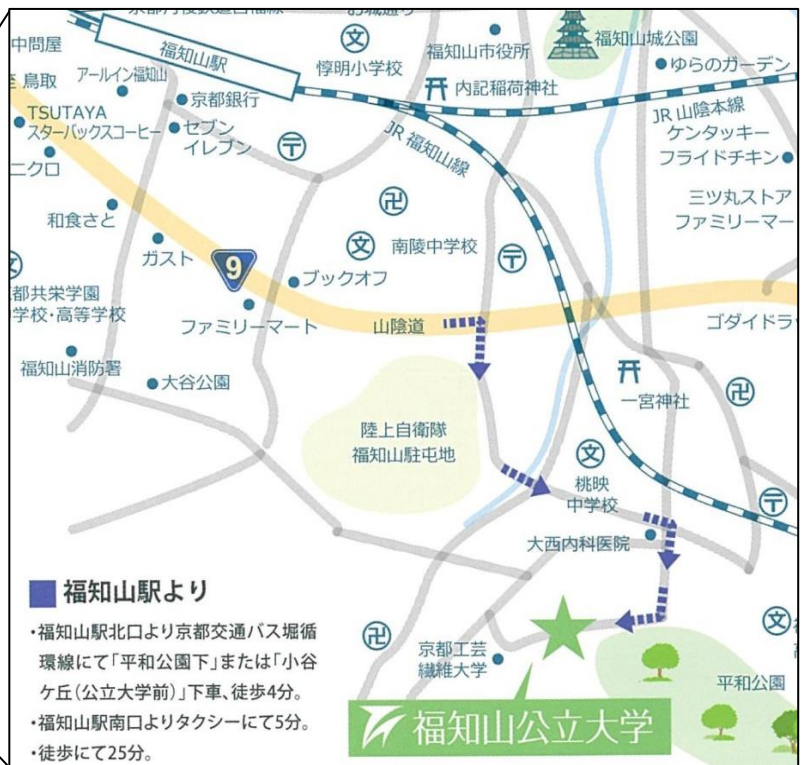 福知山駅
中問屋
至 鳥取
アールイン福知山
惇明小学校
福知山市役所
福知山城公園
ゆらのガーデン
内記稲荷神社
京都銀行
TSUTAYA
スターバックスコーヒー
セブン
イレブン
JR 福知山線
JR 山陰本線
ケンタッキー
フライドチキン
ニクロ
三ツ丸ストア
ファミリーマー
和食さと
ガスト
南陵中学校
9
ブックオフ
都共栄学園
学校・高等学校
ファミリーマート
山陰道
ゴダイドラッ
福知山消防署
大谷公園
一宮神社
陸上自衛隊
福知山駐屯地
桃映
中学校
大西内科医院
京都工芸
繊維大学
平和公園
福知山公立大学
福知山駅より
・福知山駅北口より京都交通バス堀循
環線にて「平和公園下」または「小谷
ケ丘(公立大学前)」下車、徒歩4分。
・福知山駅南口よりタクシーにて5分。
・徒歩にて25分。